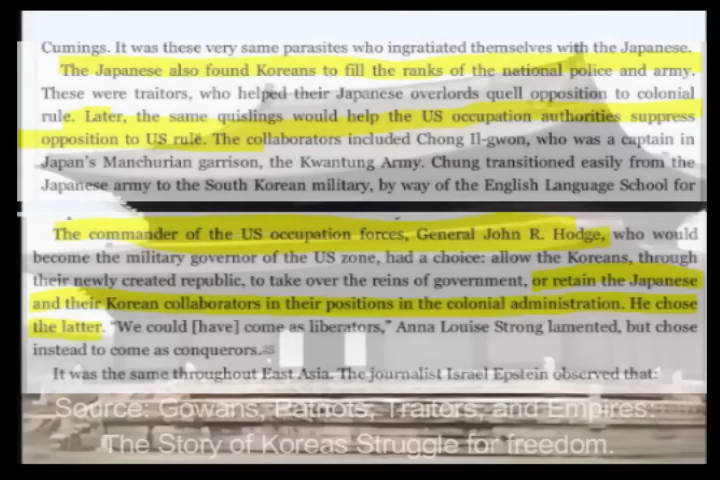 Cumings. It was these very same parasites who ingratiated themselves with the Japanese.
The Japanese also found Koreans to fill the ranks of the national police and army.
These were traitors, who helped their Japanese overlords quell opposition to colonial
rule. Later, the same quislings would help the US occupation authorities suppress
opposition to US rule. The collaborators included Chong Il-gwon, who was a captain in
Japan's Manchurian garrison, the Kwantung Army. Chung transitioned easily from the
Japanese army to the South Korean military, by way of the English Language School for
The commander of the US occupation forces, General John R. Hodge, who would
become the military governor of the US zone, had a choice: allow the Koreans, through
their newly created republic, to take over the reins of government, or retain the Japanese
and their Korean collaborators in their positions in the colonial administration. He chose
the latter. “We could [have] come as liberators,” Anna Louise Strong lamented, but chose
instead to come as conquerors.
It was the same throughout East Asia. The journalist Israel Epstein observed that:
Source: Gowans, Patriots, Traitors, and Empires:
The Story of Koreas Struggle for freedom.